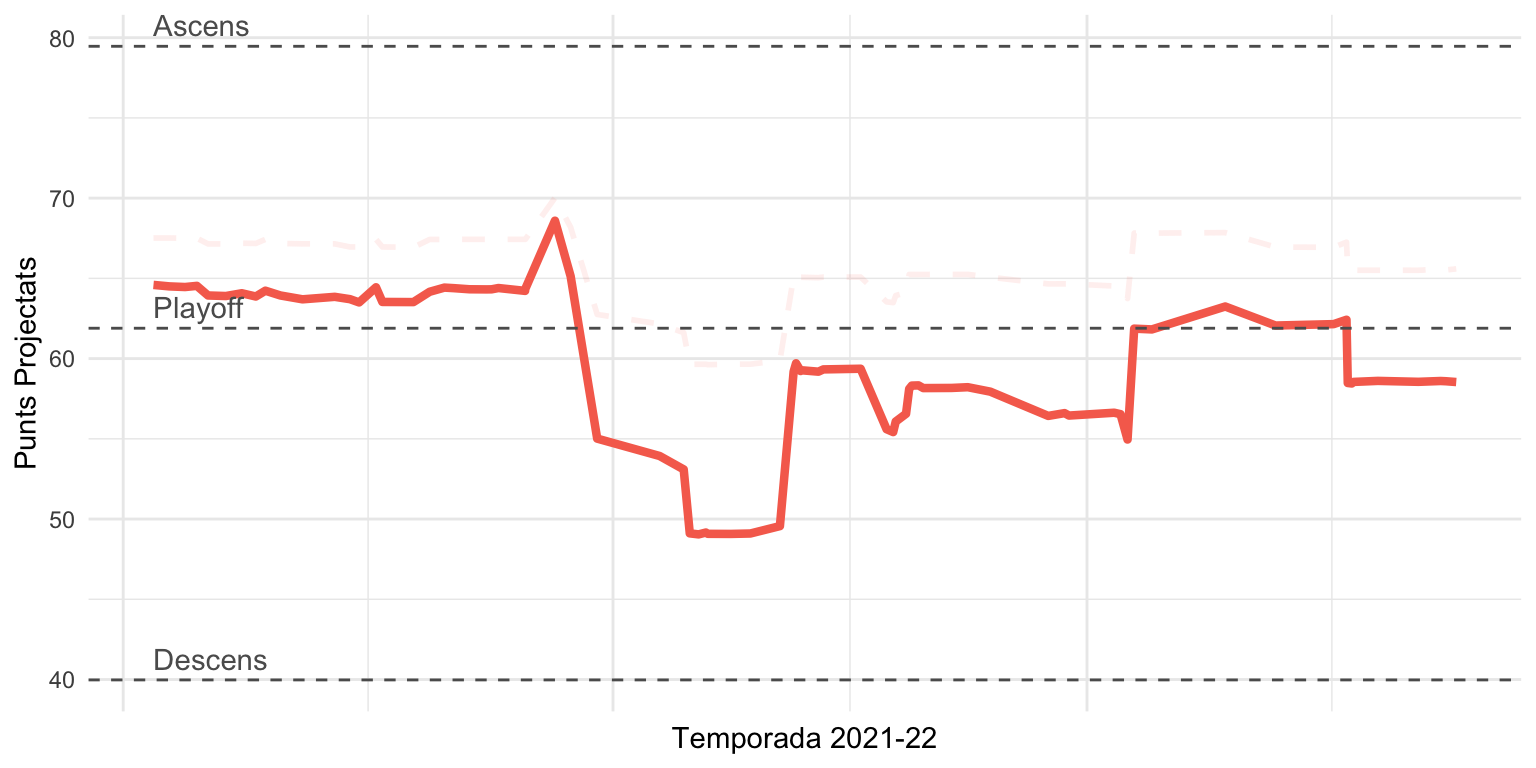 Ascens
80
70
Playoff
60
50
Descens
40
Punts Projectats
Temporada 2021-22